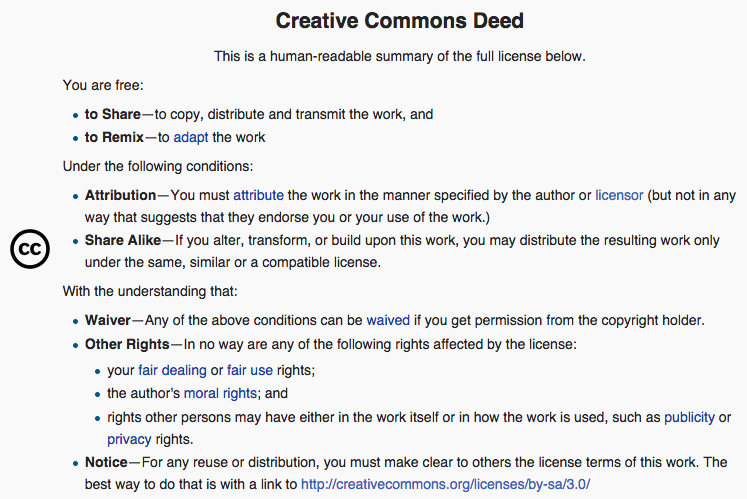 Creative Commons Deed
This is a human-readable summary of the full license below.
You are free:
to Share—to copy, distribute and transmit the work, and
to Remix—to adapt the work
Under the following conditions:
Attribution—You must attribute the work in the manner specified by the author or licensor (but not in any
way that suggests that they endorse you or your use of the work.)
Share Alike—If you alter, transform, or build upon this work, you may distribute the resulting work only
under the same, similar or a compatible license.
cc
With the understanding that:
Waiver—Any of the above conditions can be waived if you get permission from the copyright holder.
Other Rights—In no way are any of the following rights affected by the license:
your fair dealing or fair use rights;
the author's moral rights; and
rights other persons may have either in the work itself or in how the work is used, such as publicity or
privacy rights.
Notice—For any reuse or distribution, you must make clear to others the license terms of this work. The
best way to do that is with a link to http://creativecommons.org/licenses/by-sa/3.0/